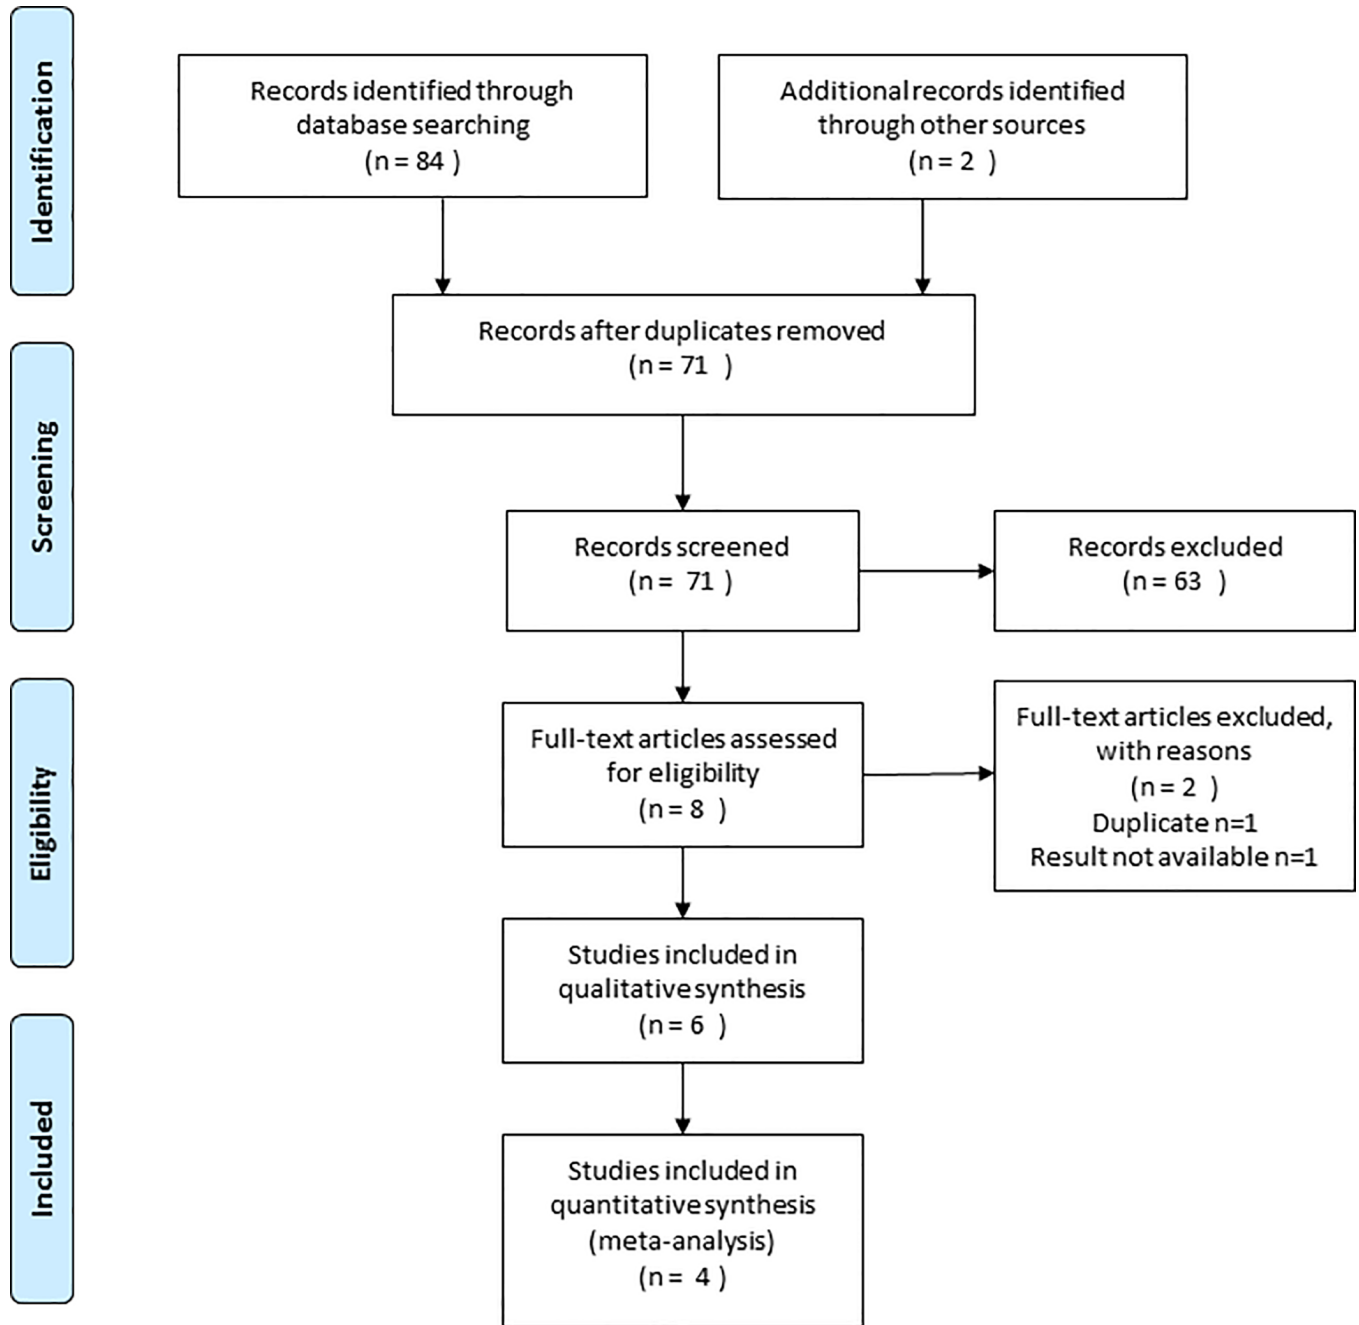 Identification
Records identified through
database searching
(n = 84 )
Additional records identified
through other sources
(n = 2 )
Records after duplicates removed
(n = 71 )
Screening
Records screened
(n = 71 )
Records excluded
(n = 63 )
Eligibility
Full-text articles assessed
for eligibility
(n = 8 )
Full-text articles excluded,
with reasons
(n = 2 )
Duplicate n=1
Result not available n=1
Studies included in
qualitative synthesis
(n = 6 )
Included
Studies included in
quantitative synthesis
(meta-analysis)
(n = 4 )